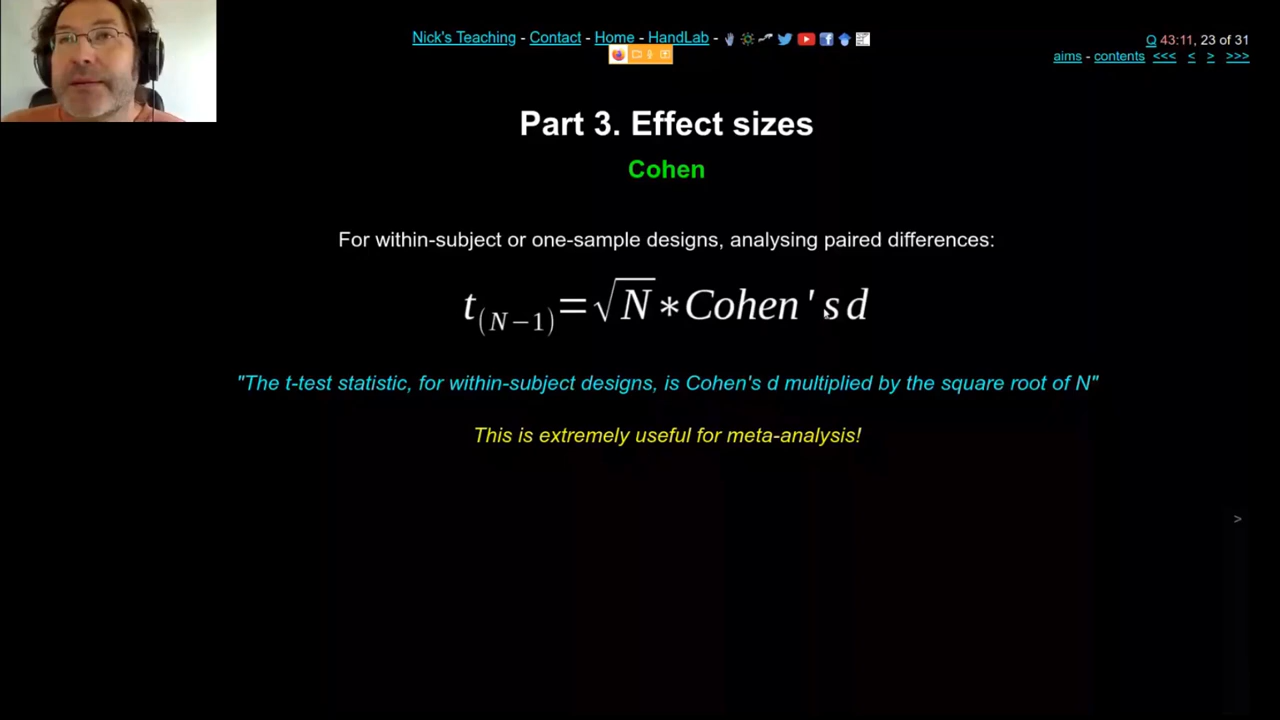 Nick's Teaching - Contact - Home - HandLab -
Q 43:11, 23 of 31
aims - contents <<< < > >>>
Part 3. Effect sizes
Cohen
For within-subject or one-sample designs, analysing paired differences:
t(N−1)=√N∗Cohen's d
"The t-test statistic, for within-subject designs, is Cohen's d multiplied by the square root of N"
This is extremely useful for meta-analysis!
>